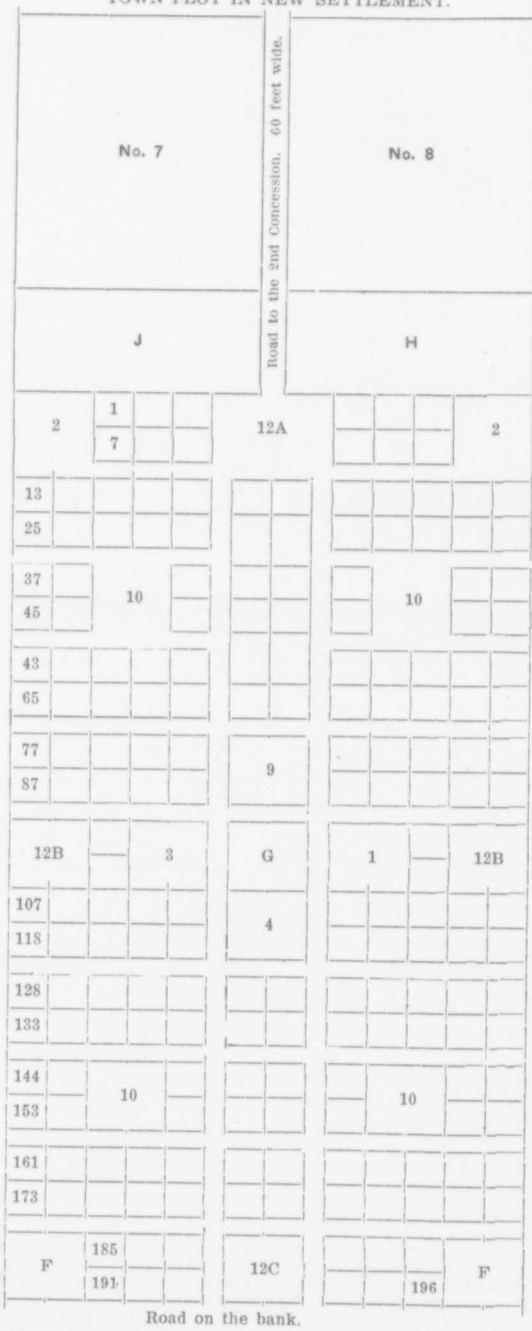 TOWN PLOT IN NEW SETTLEMENT.
Road to the 2nd Concession. 60 feet wide.
No. 7
No. 8
J
H
2
1
12A
2
7
13
25
37
10
10
45
43
65
77
9
87
12B
3
G
1
12B
107
4
118
128
133
144
10
10
153
161
173
F
185
12C
F
191
196
Road on the bank.